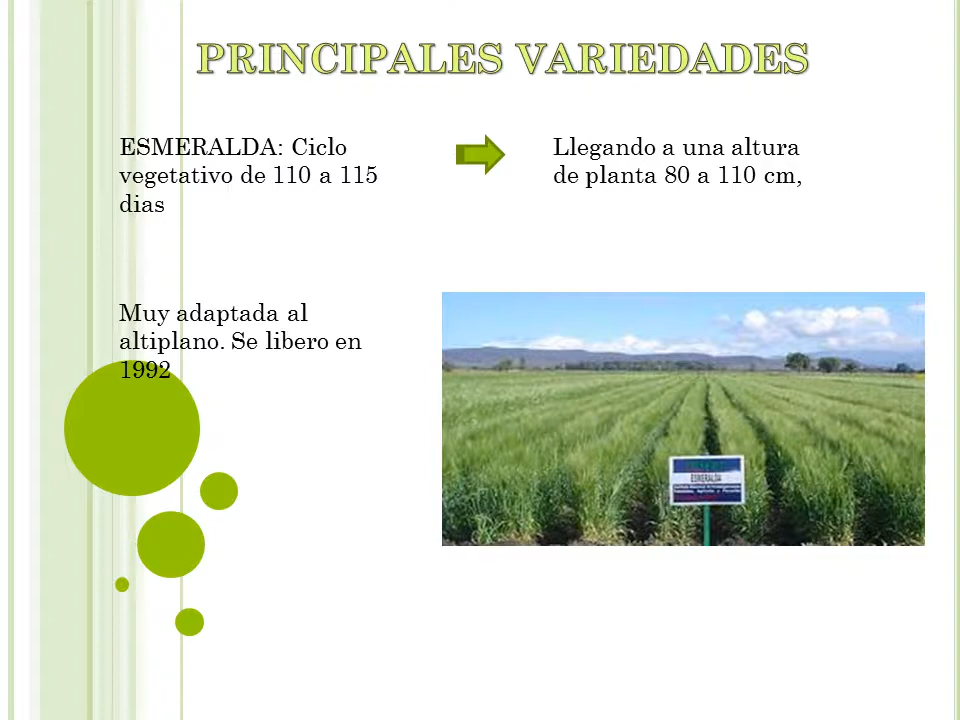 PRINCIPALES VARIEDADES
ESMERALDA: Ciclo
vegetativo de 110 a 115
dias
Llegando a una altura
de planta 80 a 110 cm,
Muy adaptada al
altiplano. Se libero en
1992
ESMERALDA